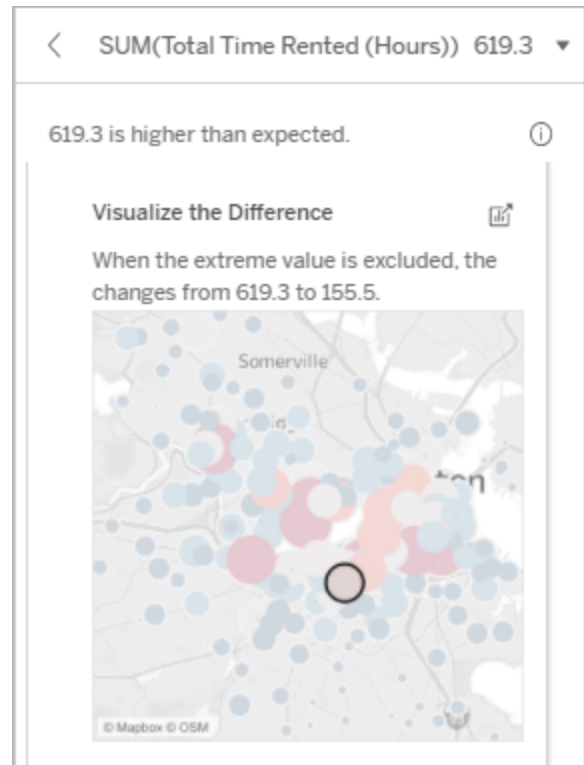 SUM(Total Time Rented (Hours)) 619.3
619.3 is higher than expected.
Visualize the Difference
When the extreme value is excluded, the
changes from 619.3 to 155.5.
Somerville
© Mapbox © OSM